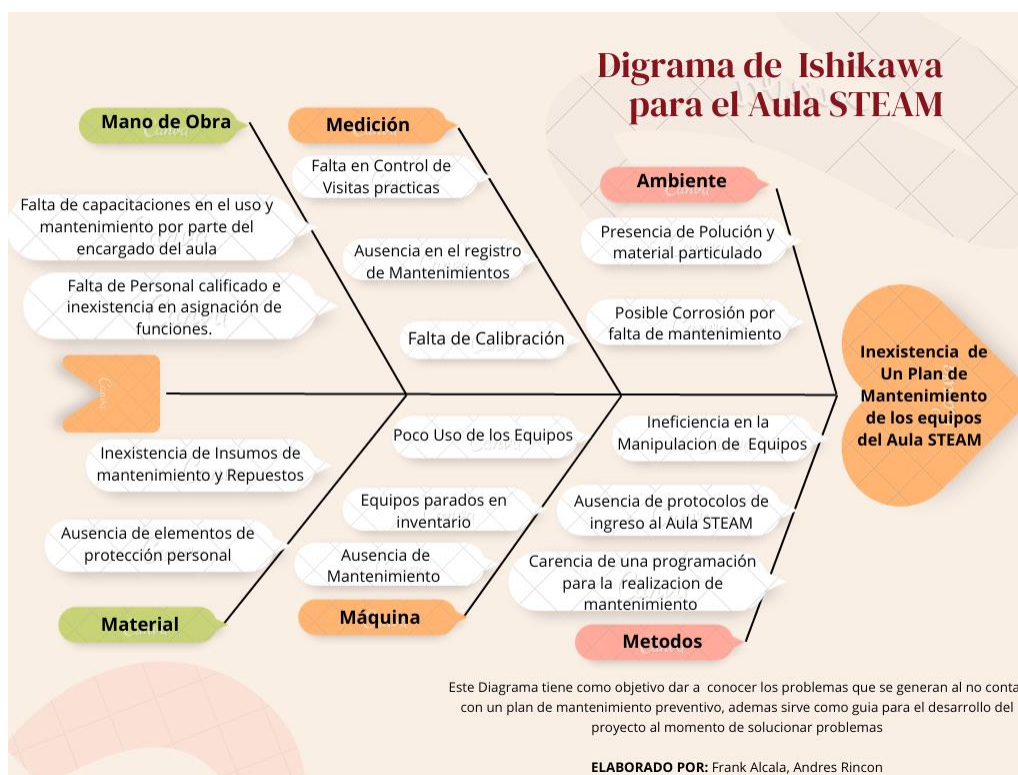 Digrama de Ishikawa
para el Aula STEAM
Mano de Obra
Falta de capacitaciones en el uso y
mantenimiento por parte del
encargado del aula
Falta de Personal calificado e
inexistencia en asignación de
funciones.
Medición
Falta en Control de
Visitas practicas
Ausencia en el registro
de Mantenimientos
Falta de Calibración
Ambiente
Presencia de Polución y
material particulado
Posible Corrosión por
falta de mantenimiento
Inexistencia de
Un Plan de
Mantenimiento
de los equipos
del Aula STEAM
Inexistencia de Insumos de
mantenimiento y Repuestos
Ausencia de elementos de
protección personal
Material
Poco Uso de los Equipos
Equipos parados en
inventario
Ausencia de
Mantenimiento
Máquina
Ineficiencia en la
Manipulacion de Equipos
Ausencia de protocolos de
ingreso al Aula STEAM
Carencia de una programación
para la realizacion de
mantenimiento
Metodos
Este Diagrama tiene como objetivo dar a conocer los problemas que se generan al no conta
con un plan de mantenimiento preventivo, ademas sirve como guia para el desarrollo del
proyecto al momento de solucionar problemas
ELABORADO POR: Frank Alcala, Andres Rincon